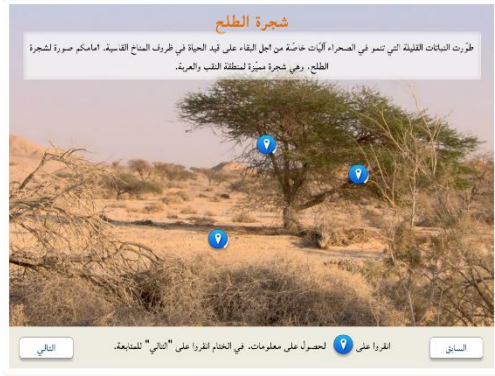 شجرة الطلح
طوّرت النباتات القليلة التي تنمو في الصحراء آليّات خاصّة من أجل البقاء على قيد الحياة في ظروف المناخ القاسية. أمامكم صورة لشجرة
الطلح، وهي شجرة مميّزة لمنطقة النقب والعربة.
السابق
انقروا على لحصول على معلومات. في الختام انقروا على "التالي" للمتابعة.
التالي